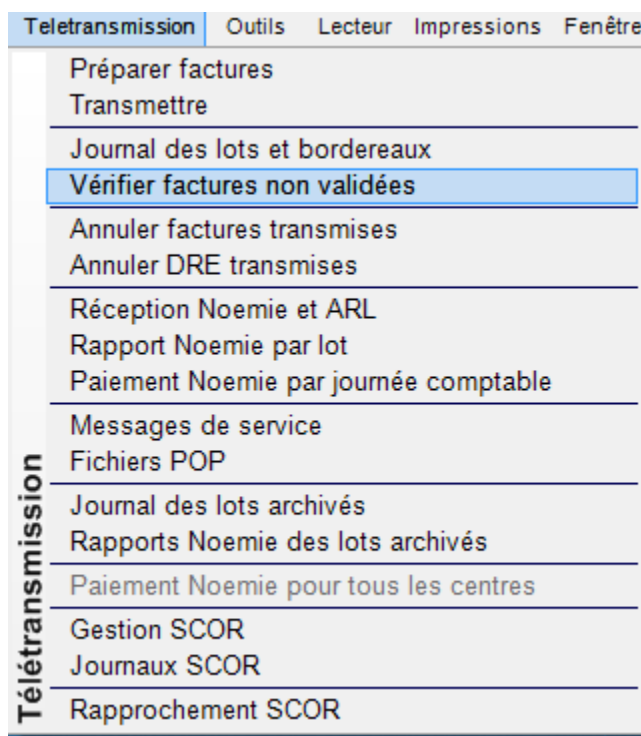 Teletransmission Outils Lecteur Impressions Fenêtre
Préparer factures
Transmettre
Journal des lots et bordereaux
Vérifier factures non validées
Annuler factures transmises
Annuler DRE transmises
Réception Noemie et ARL
Rapport Noemie par lot
Paiement Noemie par journée comptable
Messages de service
Fichiers POP
Journal des lots archivés
Rapports Noemie des lots archivés
Paiement Noemie pour tous les centres
Gestion SCOR
Journaux SCOR
Rapprochement SCOR
Télétransmission